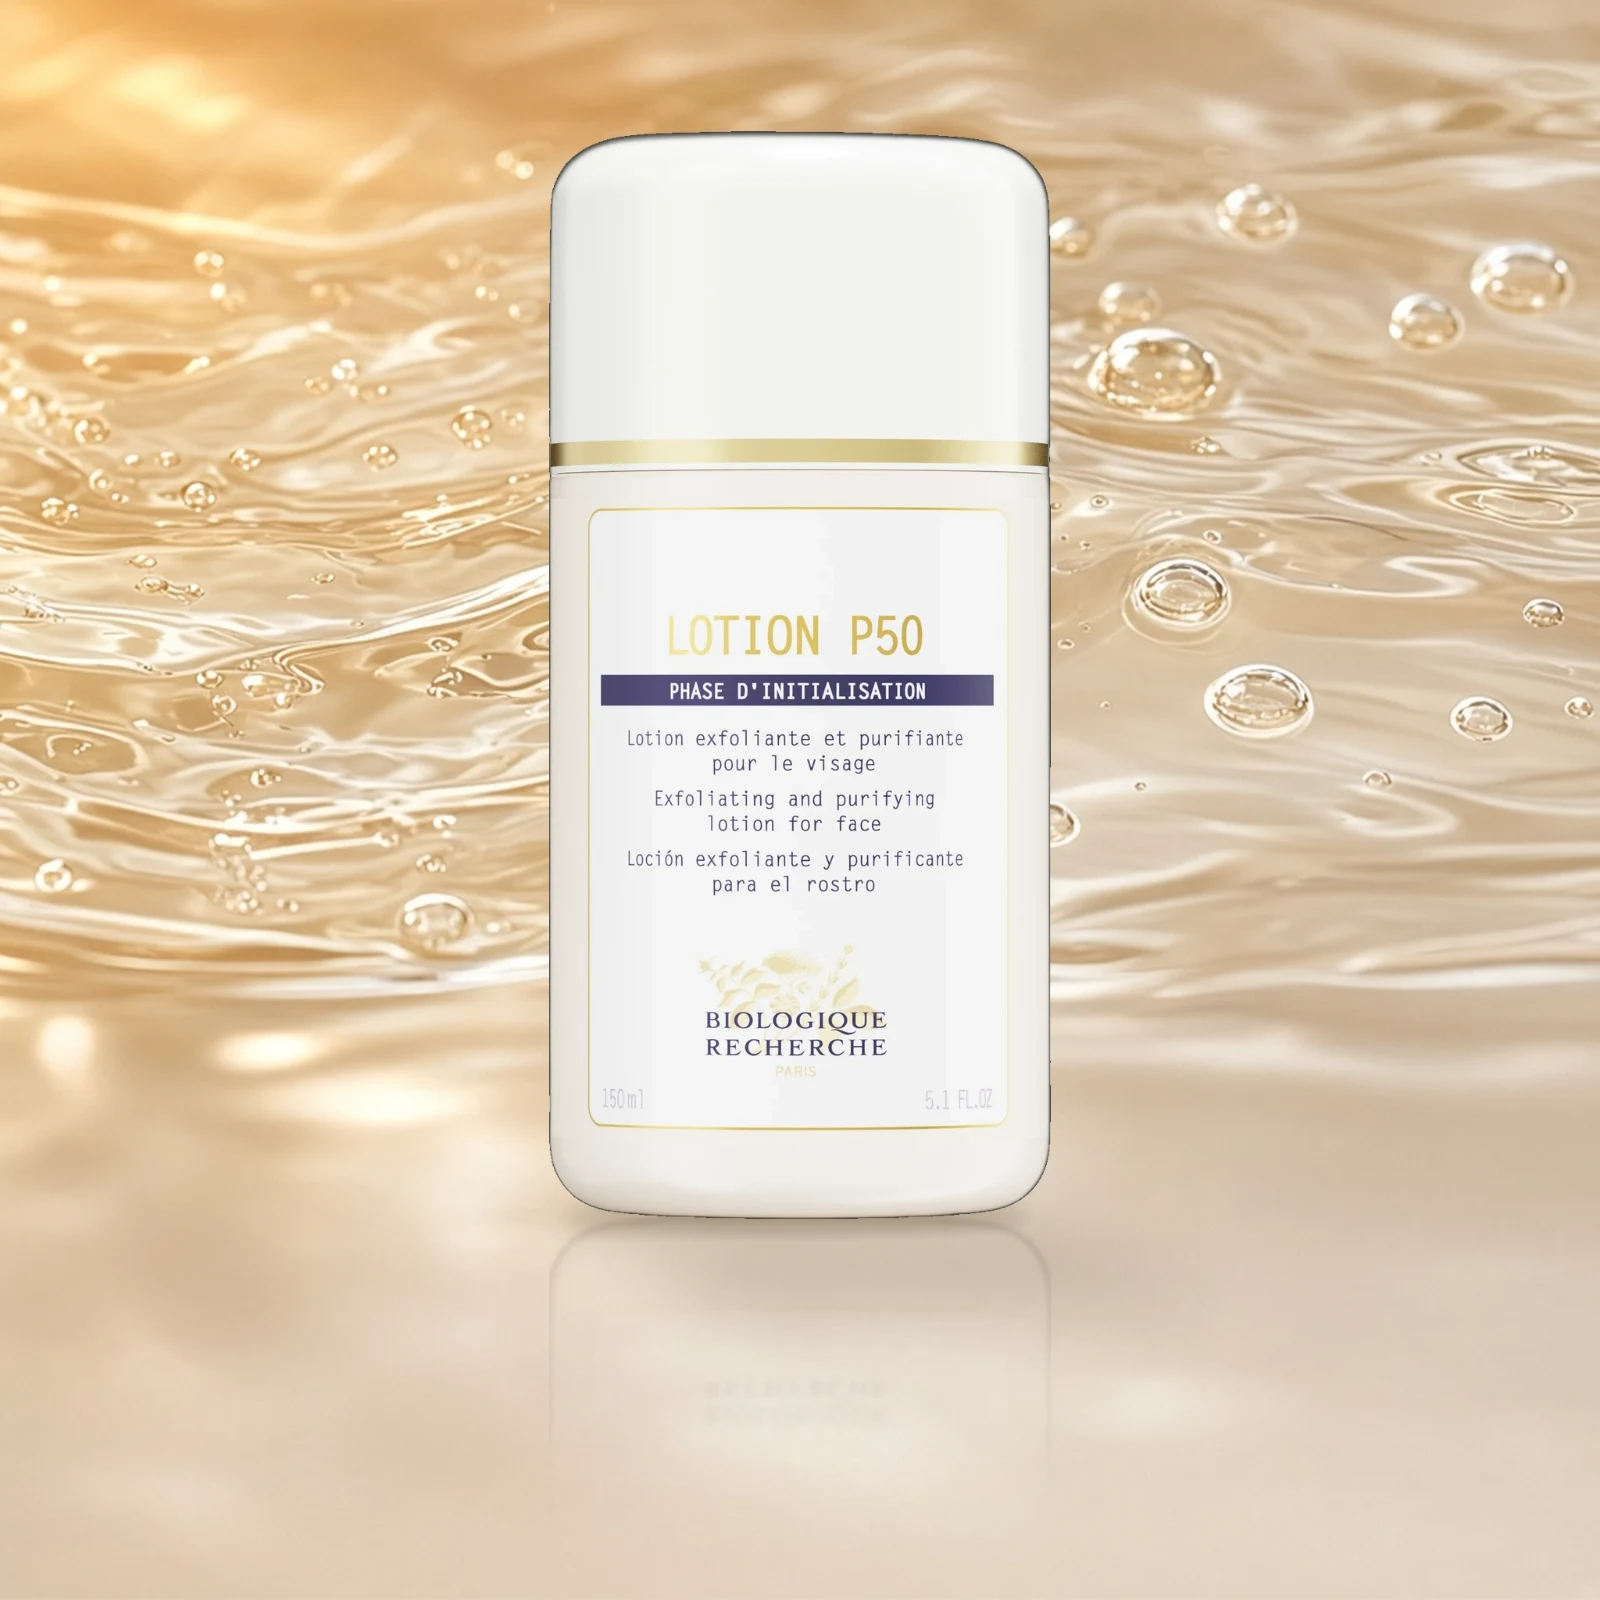 LOTION P50
PHASE D'INITIALISATION
Lotion exfoliante et purifiante
pour le visage
Exfoliating and purifying
lotion for face
Loción exfoliante y purificante
para el rostro
BIOLOGIQUE
RECHERCHE
PARIS
150ml
5.1 FL.OZ